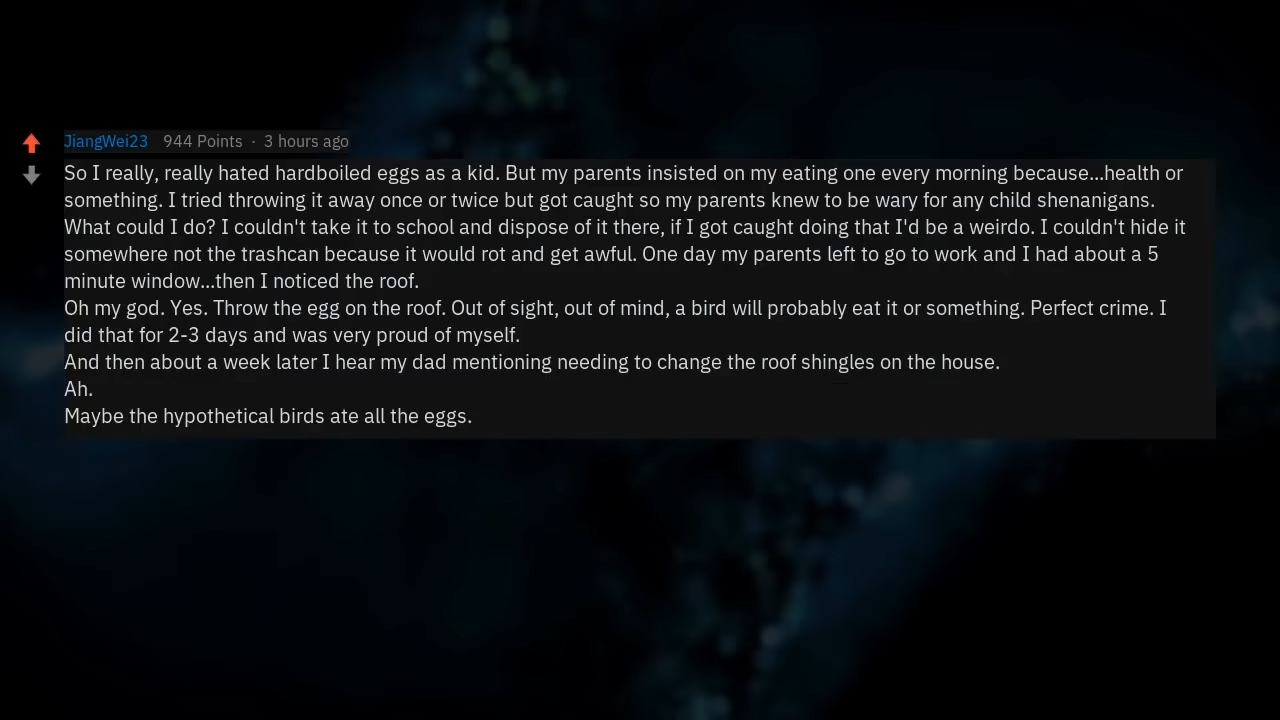 JiangWei23 944 Points · 3 hours ago
So I really, really hated hardboiled eggs as a kid. But my parents insisted on my eating one every morning because...health or
something. I tried throwing it away once or twice but got caught so my parents knew to be wary for any child shenanigans.
What could I do? I couldn't take it to school and dispose of it there, if I got caught doing that I'd be a weirdo. I couldn't hide it
somewhere not the trashcan because it would rot and get awful. One day my parents left to go to work and I had about a 5
minute window...then I noticed the roof.
Oh my god. Yes. Throw the egg on the roof. Out of sight, out of mind, a bird will probably eat it or something. Perfect crime. I
did that for 2-3 days and was very proud of myself.
And then about a week later I hear my dad mentioning needing to change the roof shingles on the house.
Ah.
Maybe the hypothetical birds ate all the eggs.